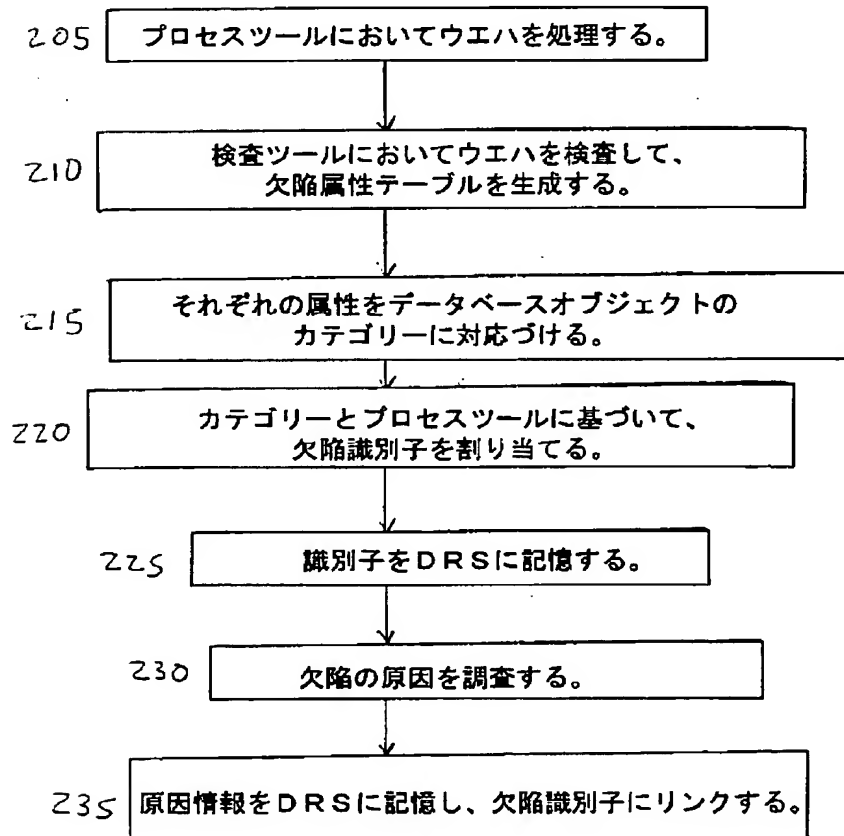 205 プロセスツールにおいてウエハを処理する。
210 検査ツールにおいてウエハを検査して、
欠陥属性テーブルを生成する。
215 それぞれの属性をデータベースオブジェクトの
カテゴリーに対応づける。
220 カテゴリーとプロセスツールに基づいて、
欠陥識別子を割り当てる。
225 識別子をDRSに記憶する。
230 欠陥の原因を調査する。
235 原因情報をDRSに記憶し、欠陥識別子にリンクする。